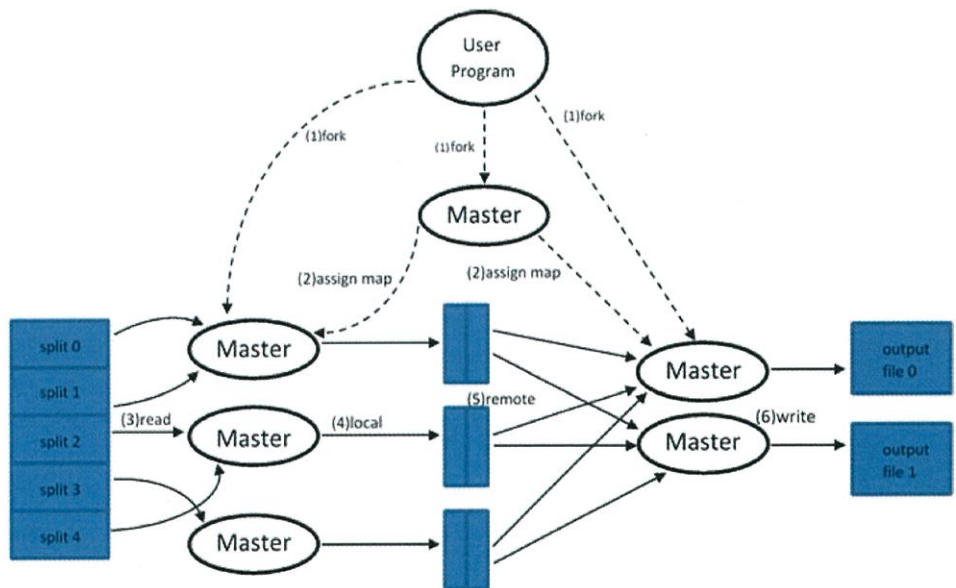 User
Program
(1)fork
(1)fork
(1)fork
Master
(2)assign map
(2)assign map
split 0
split 1
split 2
split 3
split 4
(3)read
Master
Master
Master
(4)local
(5)remote
Master
Master
(6)write
output
file 0
output
file 1